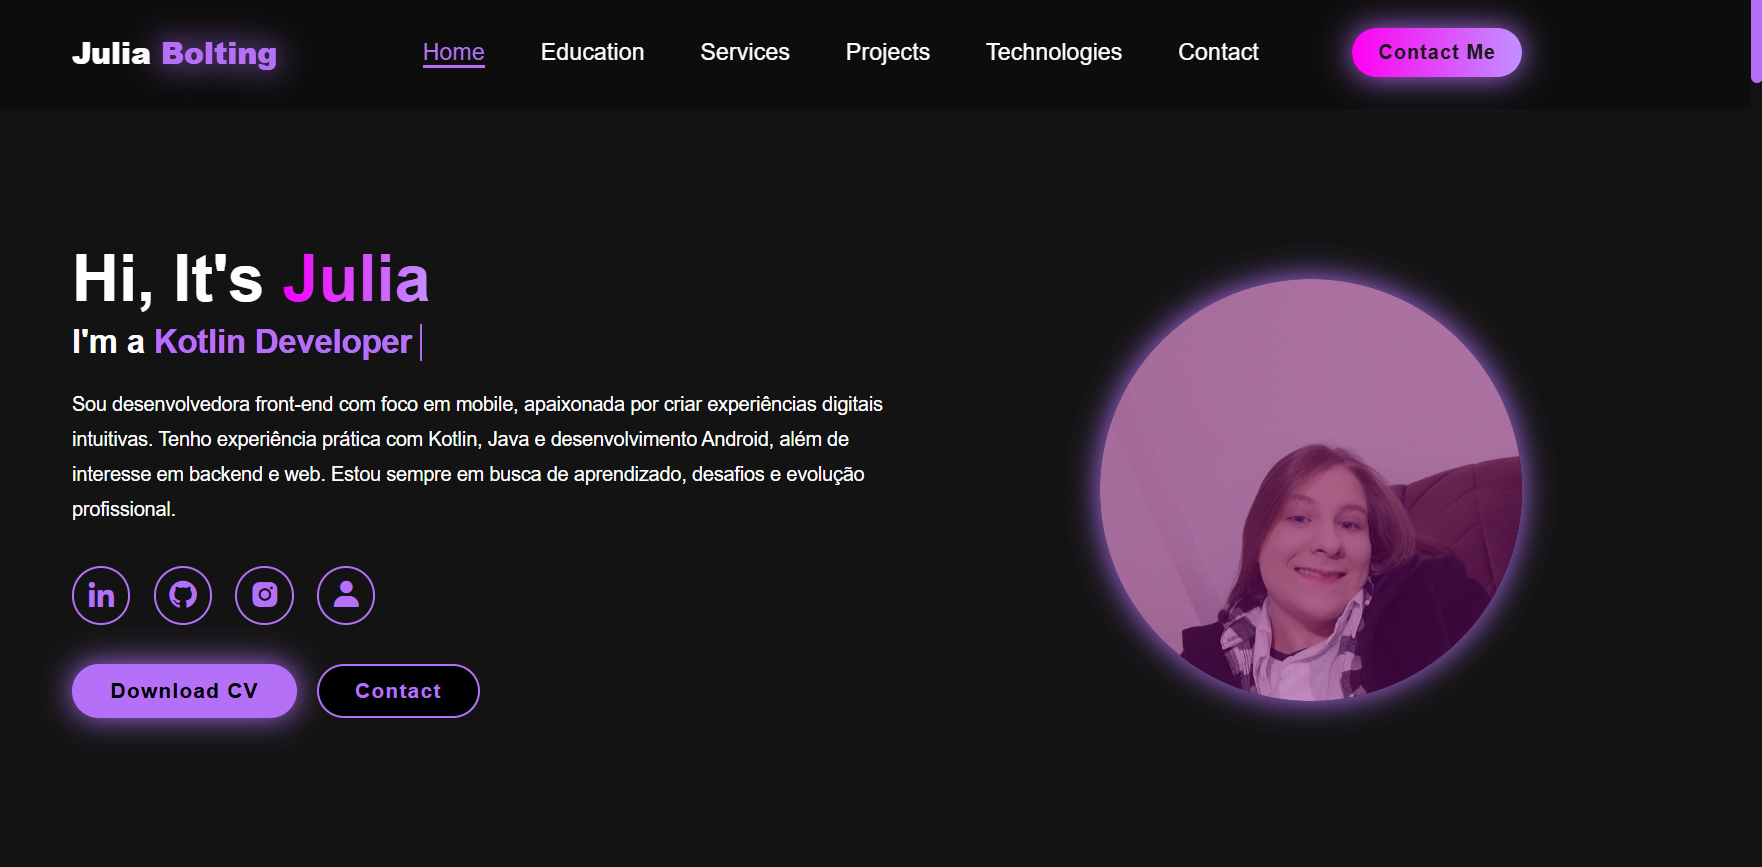 Julia Bolting
Home
Education
Services
Projects
Technologies
Contact
Contact Me
Hi, It's Julia
I'm a Kotlin Developer
Sou desenvolvedora front-end com foco em mobile, apaixonada por criar experiências digitais
intuitivas. Tenho experiência prática com Kotlin, Java e desenvolvimento Android, além de
interesse em backend e web. Estou sempre em busca de aprendizado, desafios e evolução
profissional.
in
Download CV
Contact